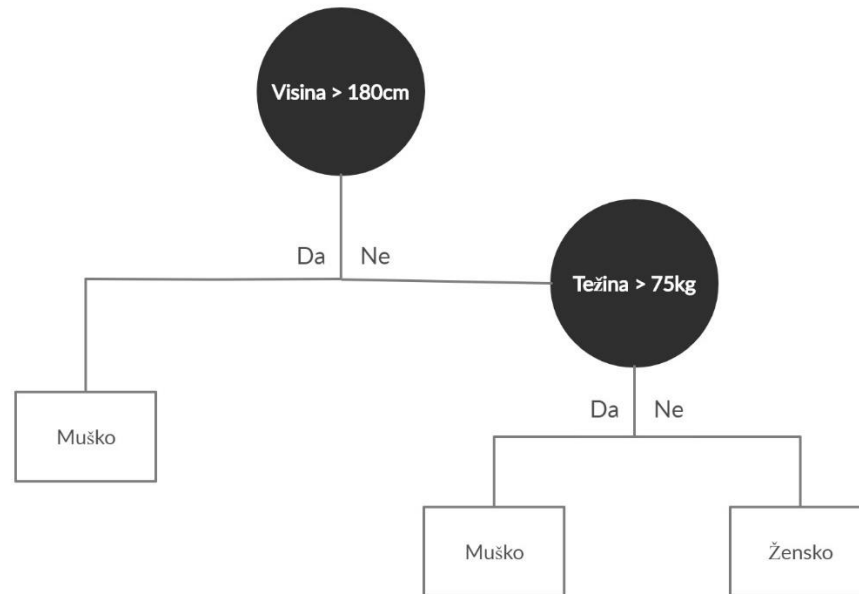 Visina > 180cm
Da
Ne
Težina > 75kg
Muško
Da
Ne
Muško
Žensko